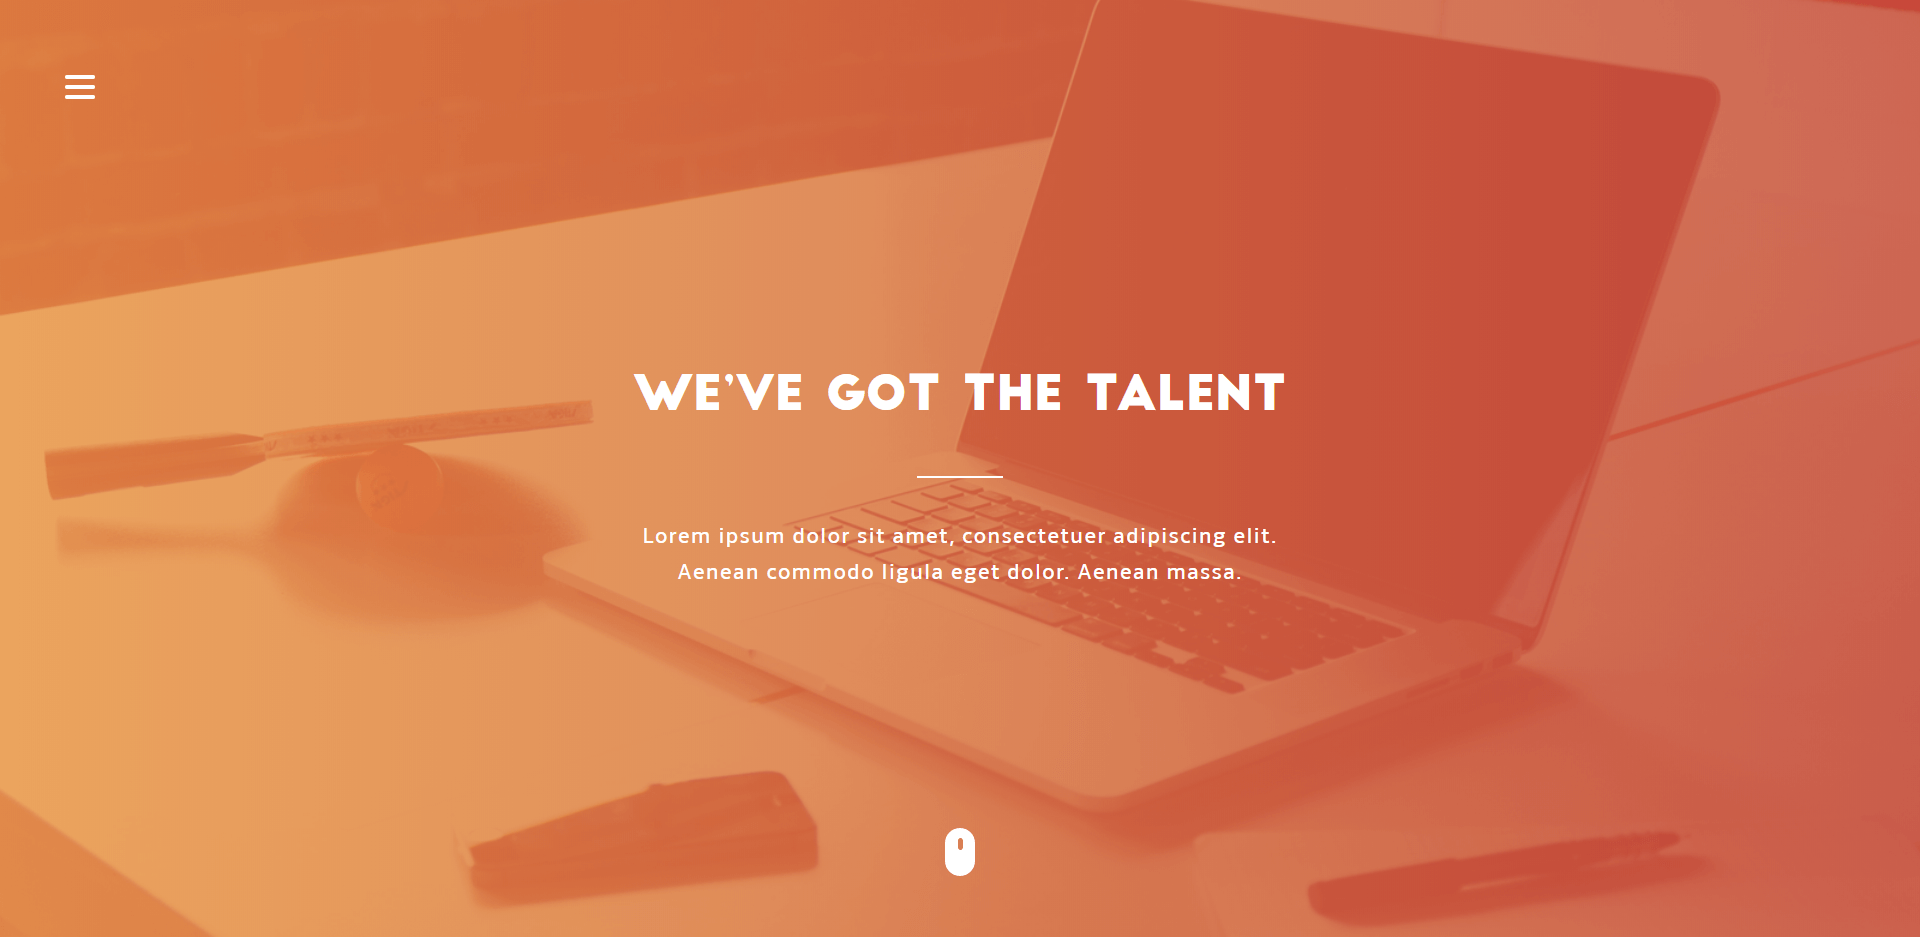 WE'VE GOT THE TALENT
Lorem ipsum dolor sit amet, consectetuer adipiscing elit.
Aenean commodo ligula eget dolor. Aenean massa.